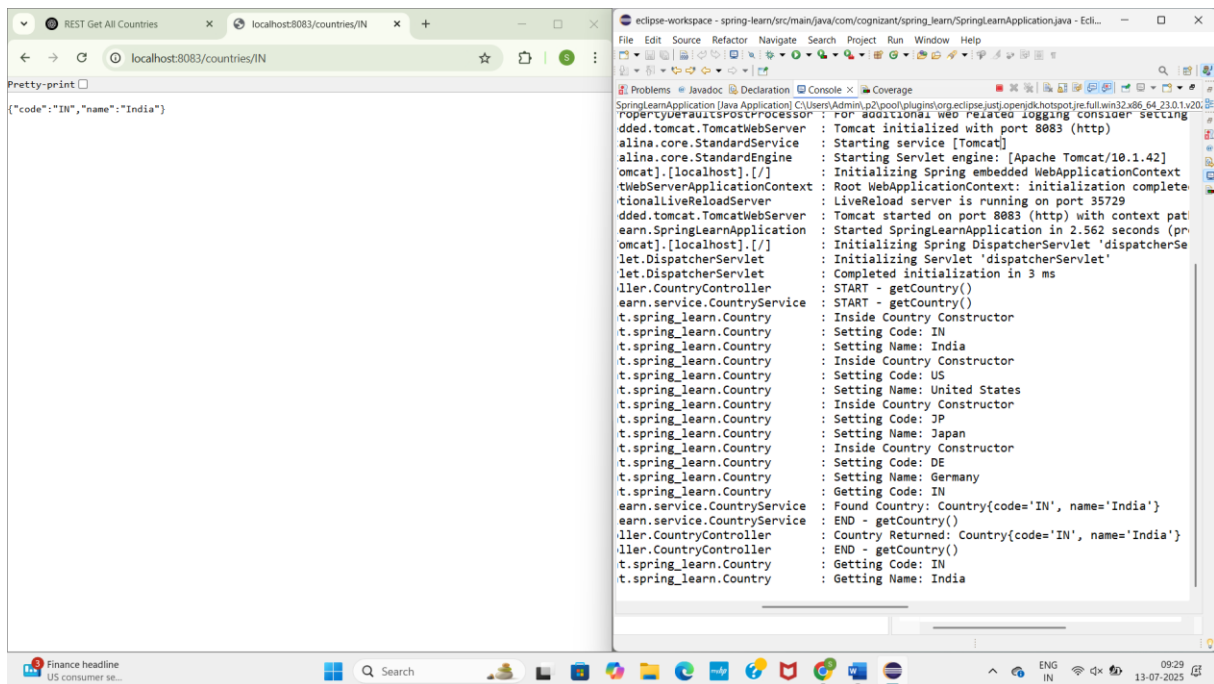 REST Get All Countries
localhost:8083/countries/IN
localhost:8083/countries/IN
S
Pretty-print
{"code":"IN","name":"India"}
eclipse-workspace - spring-learn/src/main/java/com/cognizant/spring_learn/SpringLearnApplication.java - Ecli...
File Edit Source Refactor Navigate Search Project Run Window Help
Problems Javadoc Declaration Console Coverage
SpringLearnApplication [Java Application] C:\Users\Admin\.p2\pool\plugins\org.eclipse.justj.openjdk.hotspot.jre.full.win32.x86_64_23.0.1.v202
ropertyDefaultsPostProcessor : For additional web related logging consider setting
dded.tomcat.TomcatWebServer : Tomcat initialized with port 8083 (http)
alina.core.StandardService : Starting service [Tomcat]
alina.core.StandardEngine : Starting Servlet engine: [Apache Tomcat/10.1.42]
omcat].[localhost].[/] : Initializing Spring embedded WebApplicationContext
tWebServerApplicationContext : Root WebApplicationContext: initialization complete
tionalLiveReloadServer : LiveReload server is running on port 35729
dded.tomcat.TomcatWebServer : Tomcat started on port 8083 (http) with context pat
earn.SpringLearnApplication : Started SpringLearnApplication in 2.562 seconds (pr
omcat].[localhost].[/] : Initializing Spring DispatcherServlet 'dispatcherSe
let.DispatcherServlet : Initializing Servlet 'dispatcherServlet'
let.DispatcherServlet : Completed initialization in 3 ms
ller.CountryController : START - getCountry()
earn.service.CountryService : START - getCountry()
t.spring_learn.Country : Inside Country Constructor
t.spring_learn.Country : Setting Code: IN
t.spring_learn.Country : Setting Name: India
t.spring_learn.Country : Inside Country Constructor
t.spring_learn.Country : Setting Code: US
t.spring_learn.Country : Setting Name: United States
t.spring_learn.Country : Inside Country Constructor
t.spring_learn.Country : Setting Code: JP
t.spring_learn.Country : Setting Name: Japan
t.spring_learn.Country : Inside Country Constructor
t.spring_learn.Country : Setting Code: DE
t.spring_learn.Country : Setting Name: Germany
t.spring_learn.Country : Getting Code: IN
earn.service.CountryService : Found Country: Country{code='IN', name='India'}
earn.service.CountryService : END - getCountry()
ller.CountryController : Country Returned: Country{code='IN', name='India'}
ller.CountryController : END - getCountry()
t.spring_learn.Country : Getting Code: IN
t.spring_learn.Country : Getting Name: India
3
Finance headline
US consumer se...
Search
ENG
IN
09:29
13-07-2025